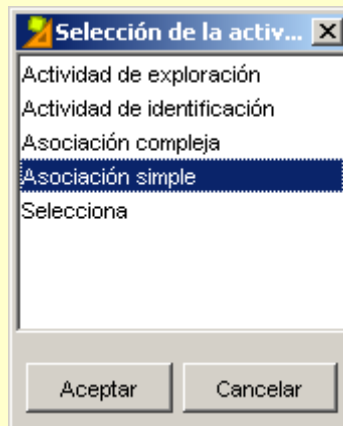 Selección de la activ...
Actividad de exploración
Actividad de identificación
Asociación compleja
Asociación simple
Selecciona
Aceptar Cancelar